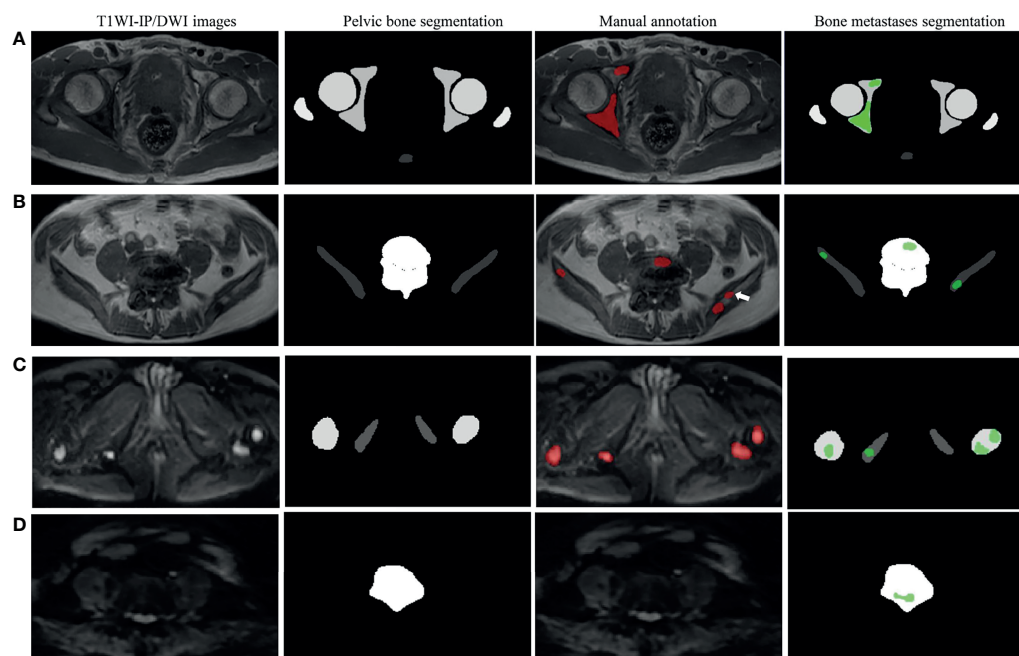 T1WI-IP/DWI images Pelvic bone segmentation Manual annotation Bone metastases segmentation
A
B
C
D